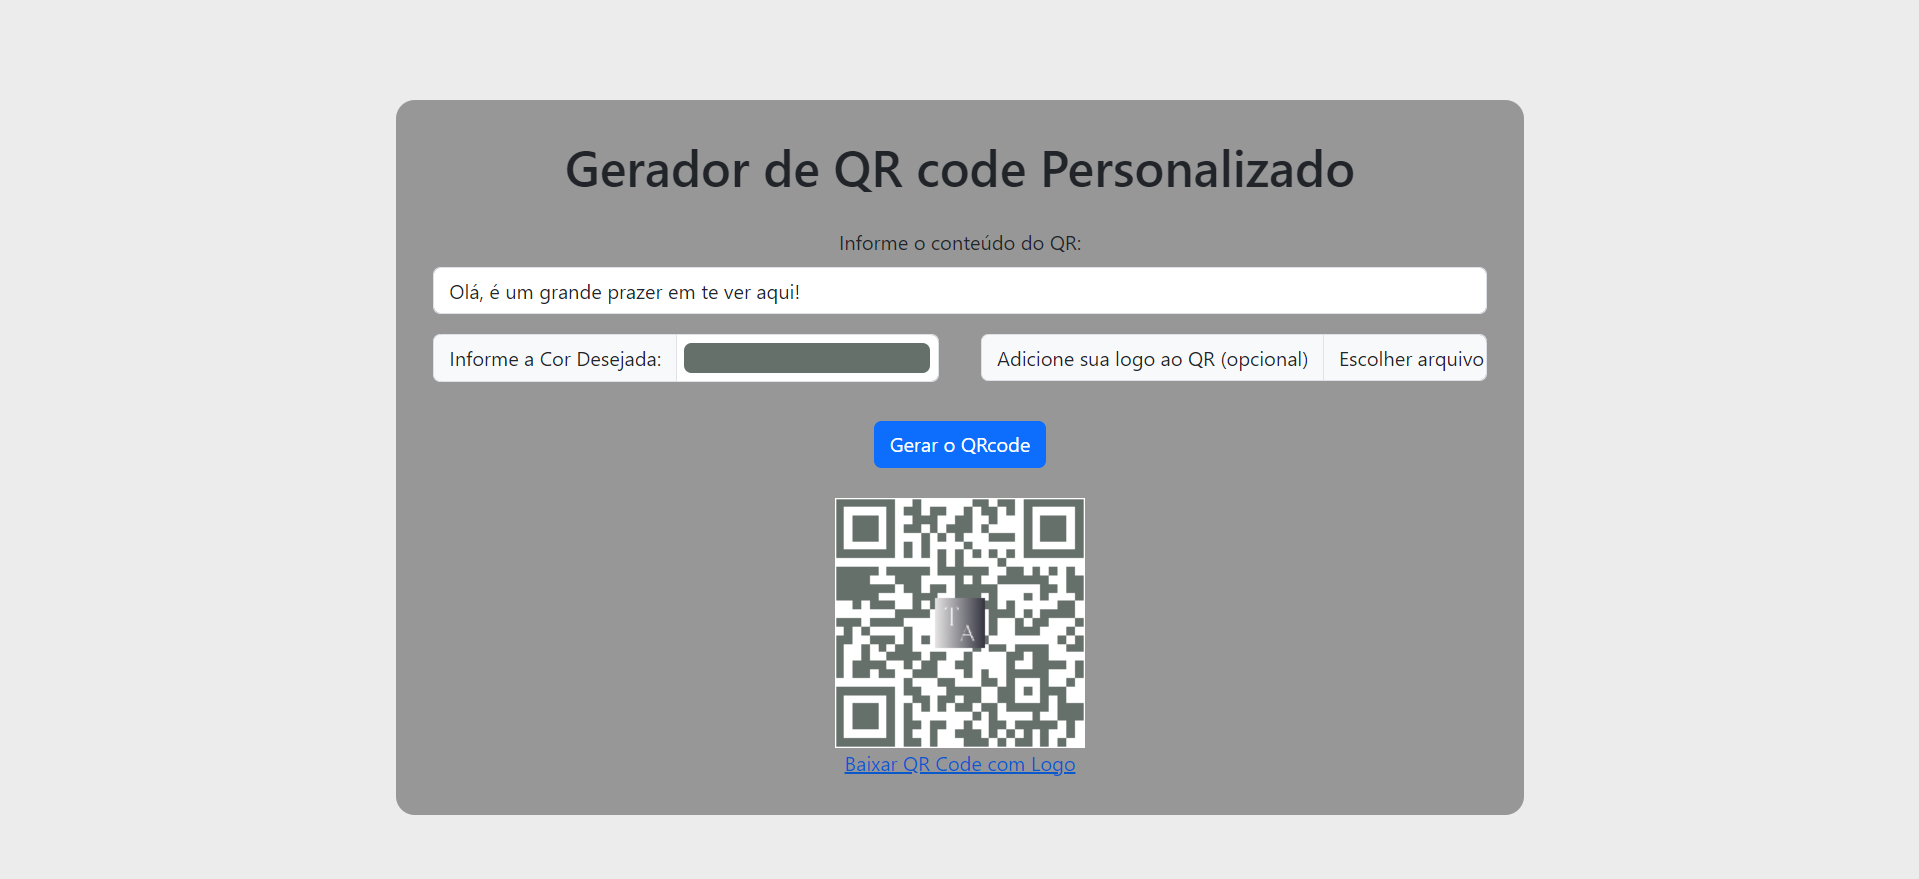 Gerador de QR code Personalizado
Informe o conteúdo do QR:
Olá, é um grande prazer em te ver aqui!
Informe a Cor Desejada:
Adicione sua logo ao QR (opcional)
Escolher arquivo
Gerar o QRcode
T
A
Baixar QR Code com Logo